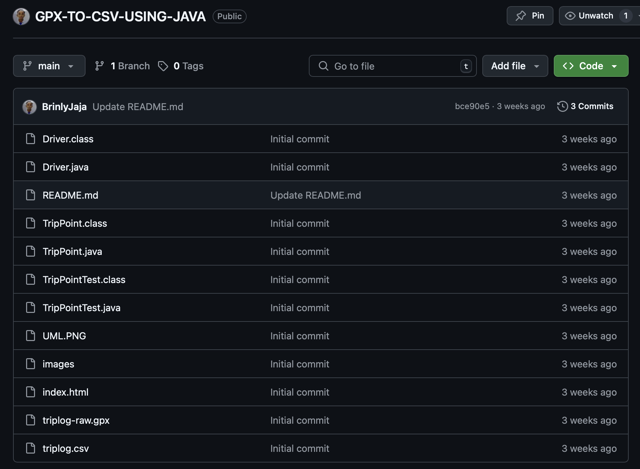 GPX-TO-CSV-USING-JAVA Public Pin Unwatch 1
main 1 Branch 0 Tags Go to file t Add file Code
BrinlyJaja Update README.md bce90e5 · 3 weeks ago 3 Commits
Driver.class Initial commit 3 weeks ago
Driver.java Initial commit 3 weeks ago
README.md Update README.md 3 weeks ago
TripPoint.class Initial commit 3 weeks ago
TripPoint.java Initial commit 3 weeks ago
TripPointTest.class Initial commit 3 weeks ago
TripPointTest.java Initial commit 3 weeks ago
UML.PNG Initial commit 3 weeks ago
images Initial commit 3 weeks ago
index.html Initial commit 3 weeks ago
triplog-raw.gpx Initial commit 3 weeks ago
triplog.csv Initial commit 3 weeks ago